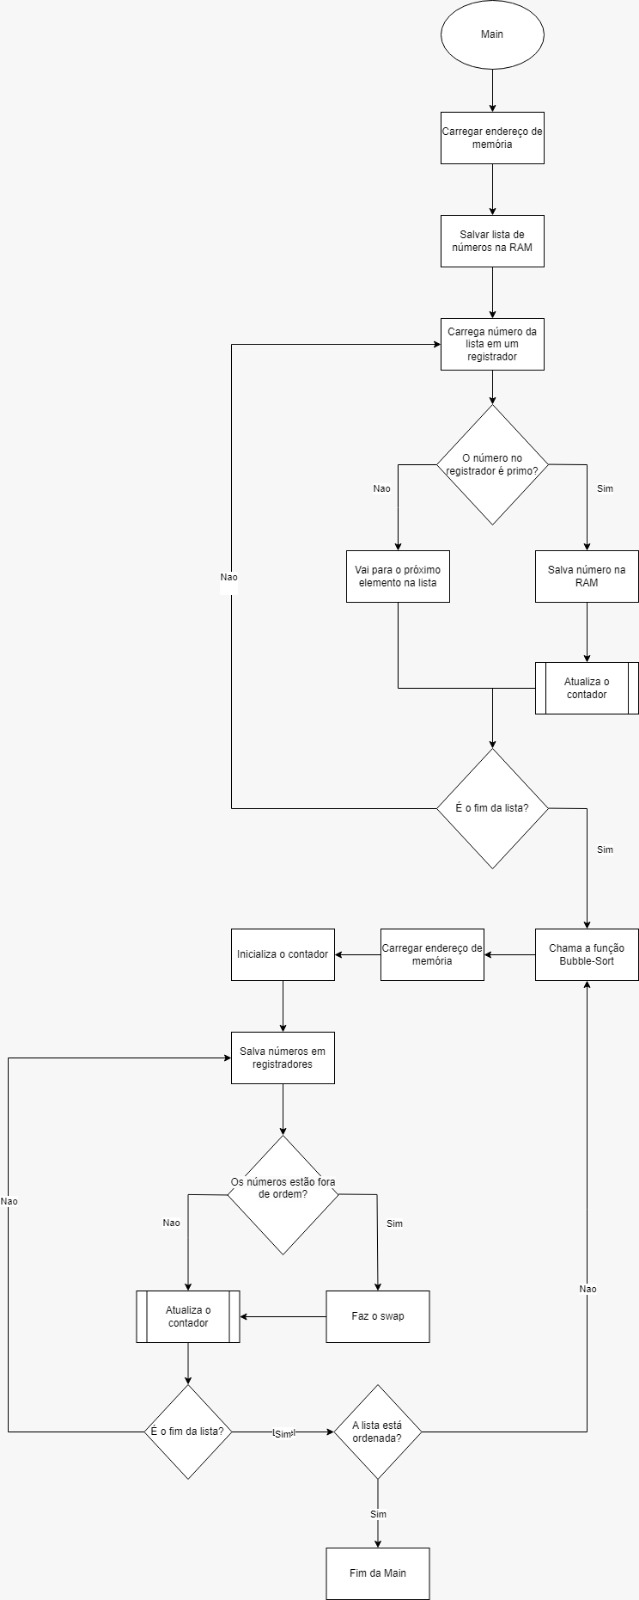 Main
Carregar endereço de
memória
Salvar lista de
números na RAM
Carrega número da
lista em um
registrador
O número no
registrador é primo?
Nao
Sim
Vai para o próximo
elemento na lista
Salva número na
RAM
Nao
Atualiza o
contador
É o fim da lista?
Sim
Inicializa o contador
Carregar endereço de
memória
Chama a função
Bubble-Sort
Salva números em
registradores
Os números estão fora
de ordem?
Nao
Nao
Sim
Nao
Atualiza o
contador
Faz o swap
É o fim da lista?
Sim
A lista está
ordenada?
Sim
Fim da Main